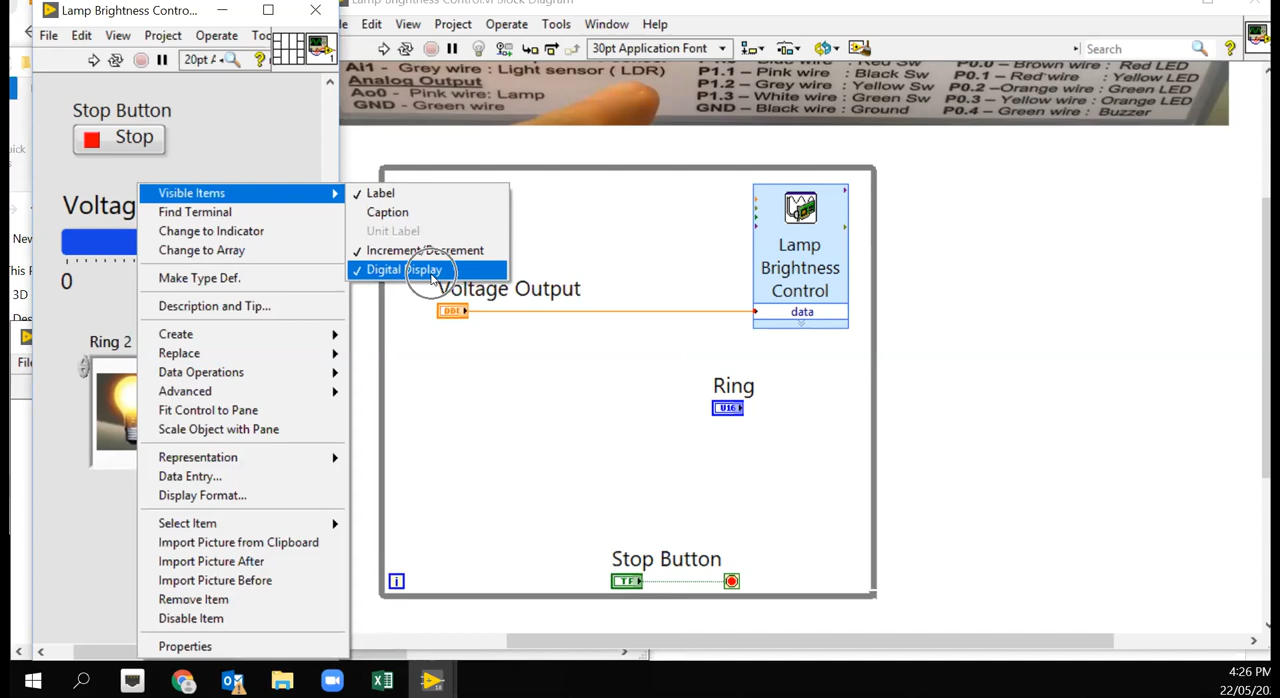 Lamp Brightness Contro...
Lamp Brightness Control.vi Block Diagram
File Edit View Project Operate
Edit View Project Operate Tools Window Help
20pt A
30pt Application Font
Search
AI1 - Grey wire : Light sensor ( LDR)
Analog Output
Ao0 - Pink wire: Lamp
GND - Green wire
P1.1 – Pink wire : Black Sw
P1.2 – Grey wire : Yellow Sw
P1.3 – White wire : Green Sw
GND – Black wire : Ground
P0.1 – Red wire : Yellow LED
P0.2 –Orange wire : Green LED
P0.3 – Yellow wire : Orange LED
P0.4 – Green wire : Buzzer
Stop Button
Stop
Voltag
0
Ring 2
Visible Items
Find Terminal
Change to Indicator
Change to Array
Make Type Def.
Description and Tip...
Create
Replace
Data Operations
Advanced
Fit Control to Pane
Scale Object with Pane
Representation
Data Entry...
Display Format...
Select Item
Import Picture from Clipboard
Import Picture After
Import Picture Before
Remove Item
Disable Item
Properties
Label
Caption
Unit Label
Increment/Decrement
Digital Display
Voltage Output
DBL
Lamp
Brightness
Control
data
Ring
U16
Stop Button
TF
i
4:26 PM
22/05/20